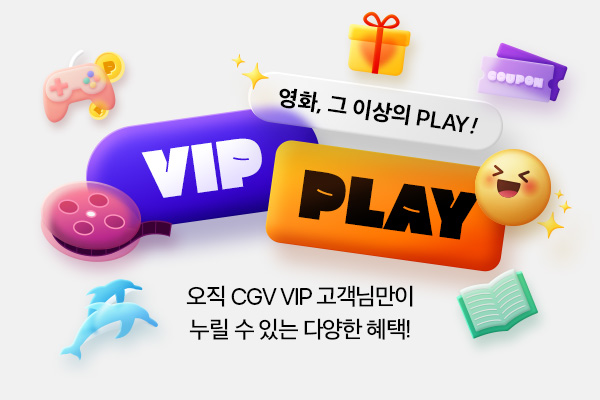 영화, 그 이상의 PLAY!
COUPON
P
VIP
PLAY
오직 CGV VIP 고객님만이
누릴 수 있는 다양한 혜택!